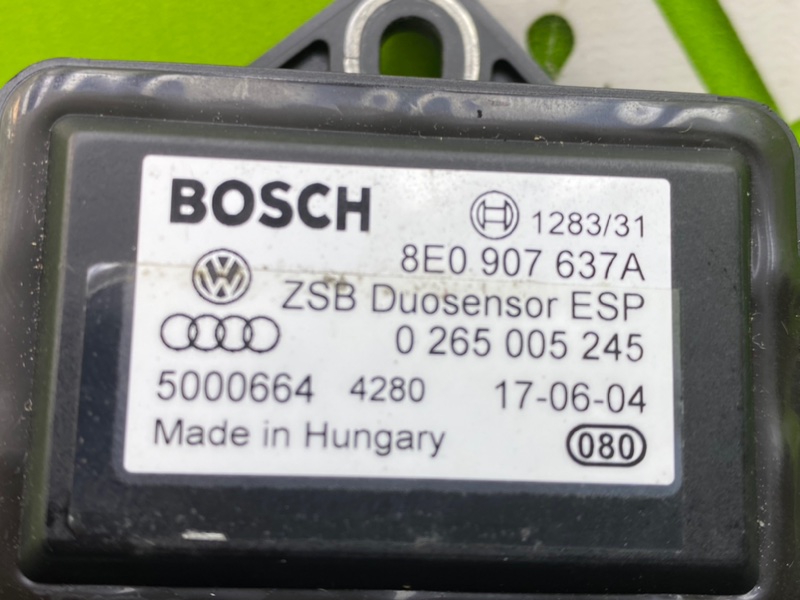 BOSCH
1283/31
8E0 907 637A
ZSB Duosensor ESP
0 265 005 245
5000664 4280 17-06-04
Made in Hungary 080